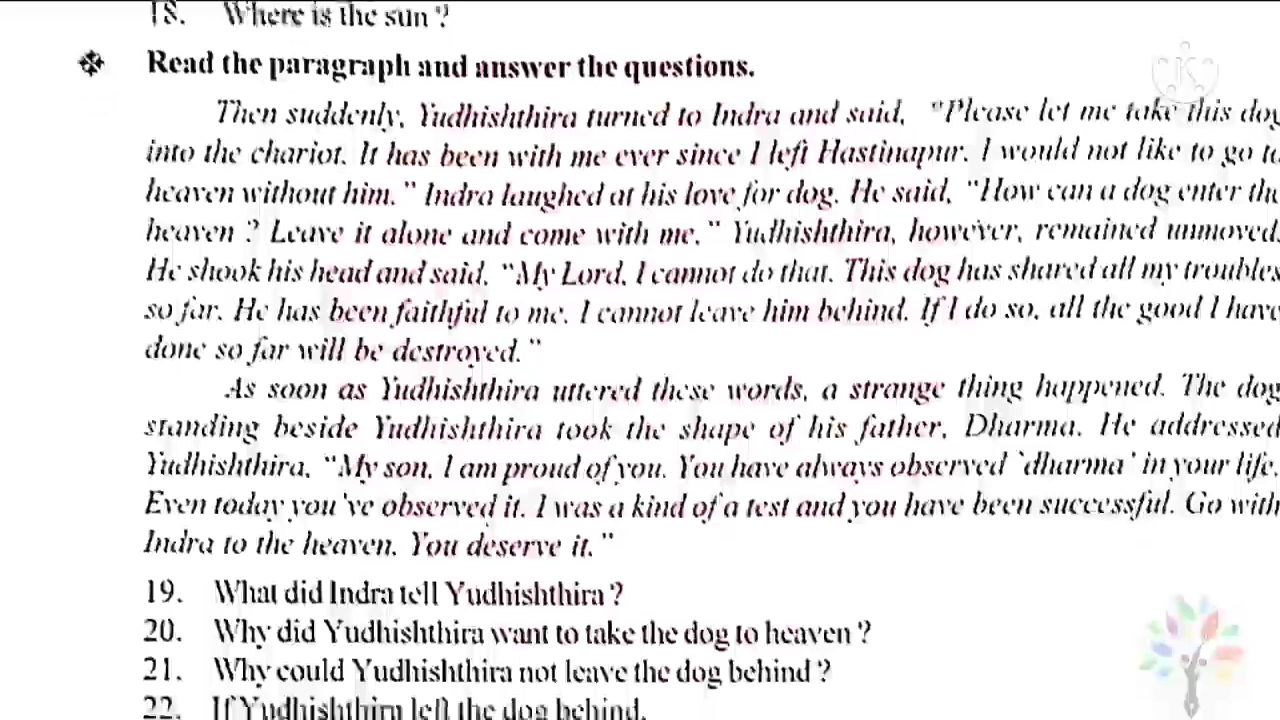 18. Where is the sun ?
Read the paragraph and answer the questions.
Then suddenly, Yudhishthira turned to Indra and said, "Please let me take this dog
into the chariot. It has been with me ever since I left Hastinapur. I would not like to go to
heaven without him." Indra laughed at his love for dog. He said, "How can a dog enter the
heaven ? Leave it alone and come with me." Yudhishthira, however, remained unmoved.
He shook his head and said, "My Lord, I cannot do that. This dog has shared all my troubles
so far. He has been faithful to me. I cannot leave him behind. If I do so, all the good I have
done so far will be destroyed."
As soon as Yudhishthira uttered these words, a strange thing happened. The dog
standing beside Yudhishthira took the shape of his father, Dharma. He addressed
Yudhishthira, "My son, I am proud of you. You have always observed `dharma' in your life.
Even today you've observed it. I was a kind of a test and you have been successful. Go with
Indra to the heaven. You deserve it."
19. What did Indra tell Yudhishthira ?
20. Why did Yudhishthira want to take the dog to heaven ?
21. Why could Yudhishthira not leave the dog behind ?
22. If Yudhishthira left the dog behind,